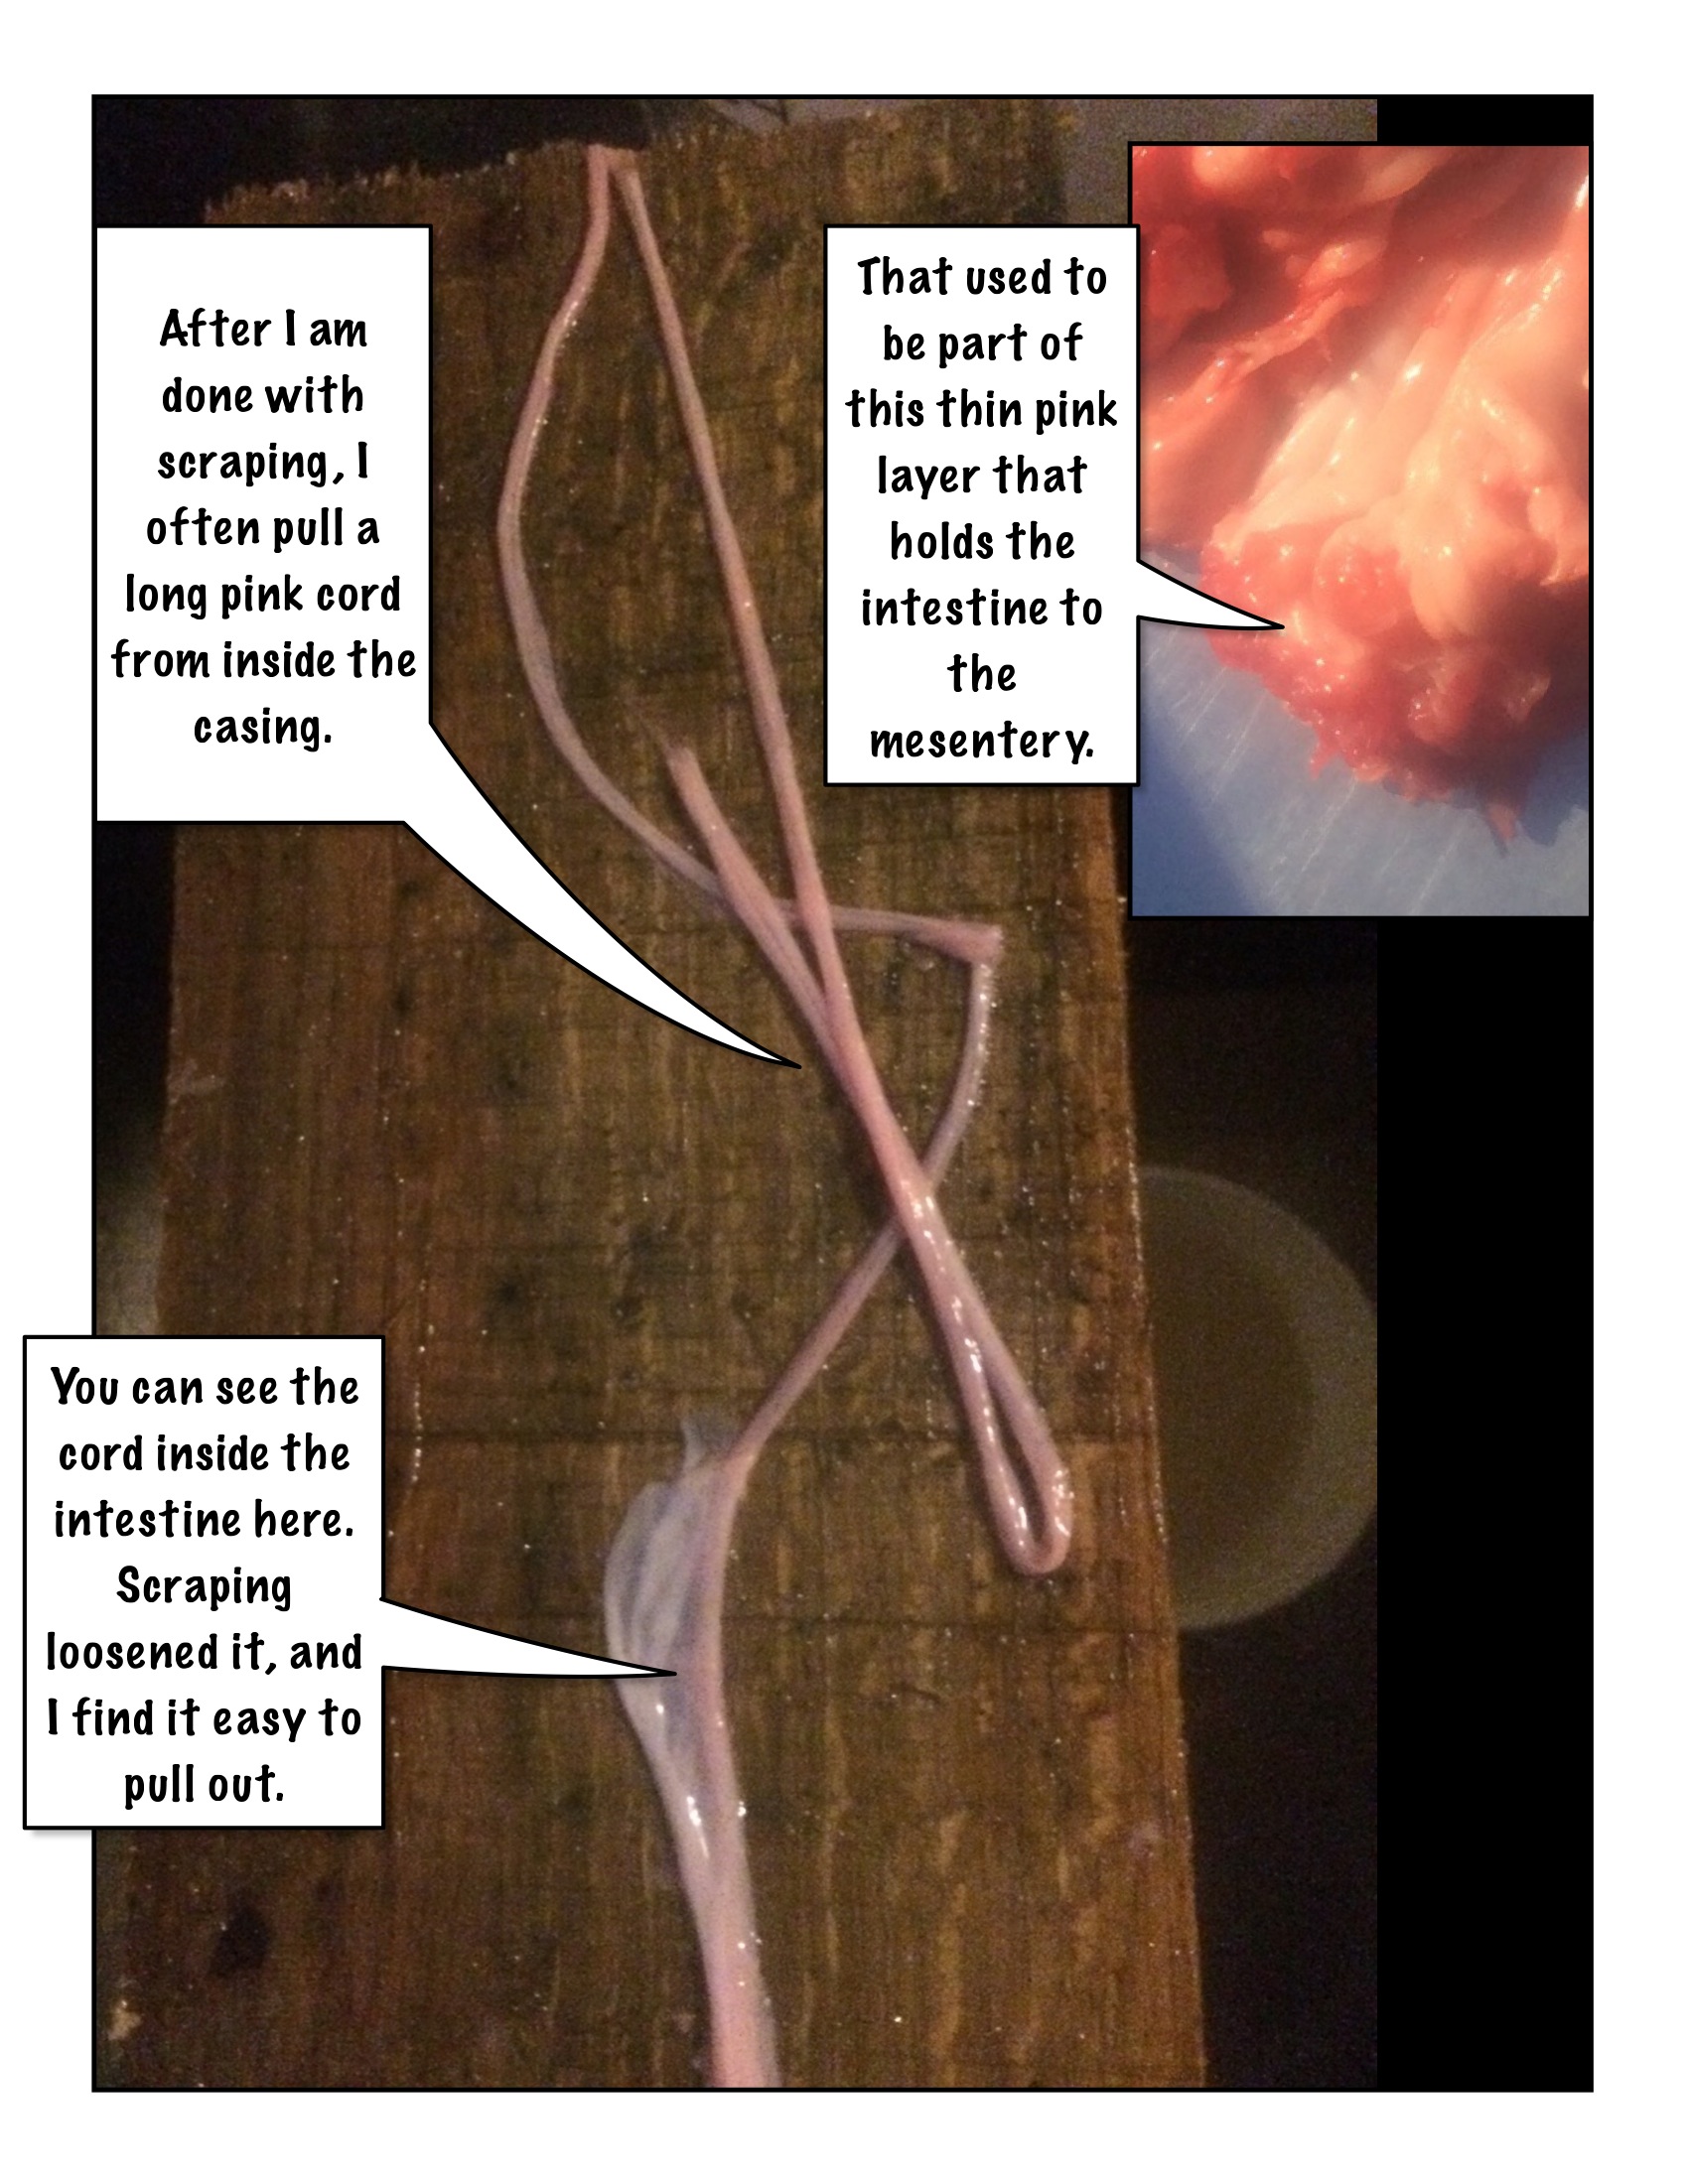 After I am
done with
scraping, I
often pull a
long pink cord
from inside the
casing.
That used to
be part of
this thin pink
layer that
holds the
intestine to
the
mesentery.
You can see the
cord inside the
intestine here.
Scraping
loosened it, and
I find it easy to
pull out.